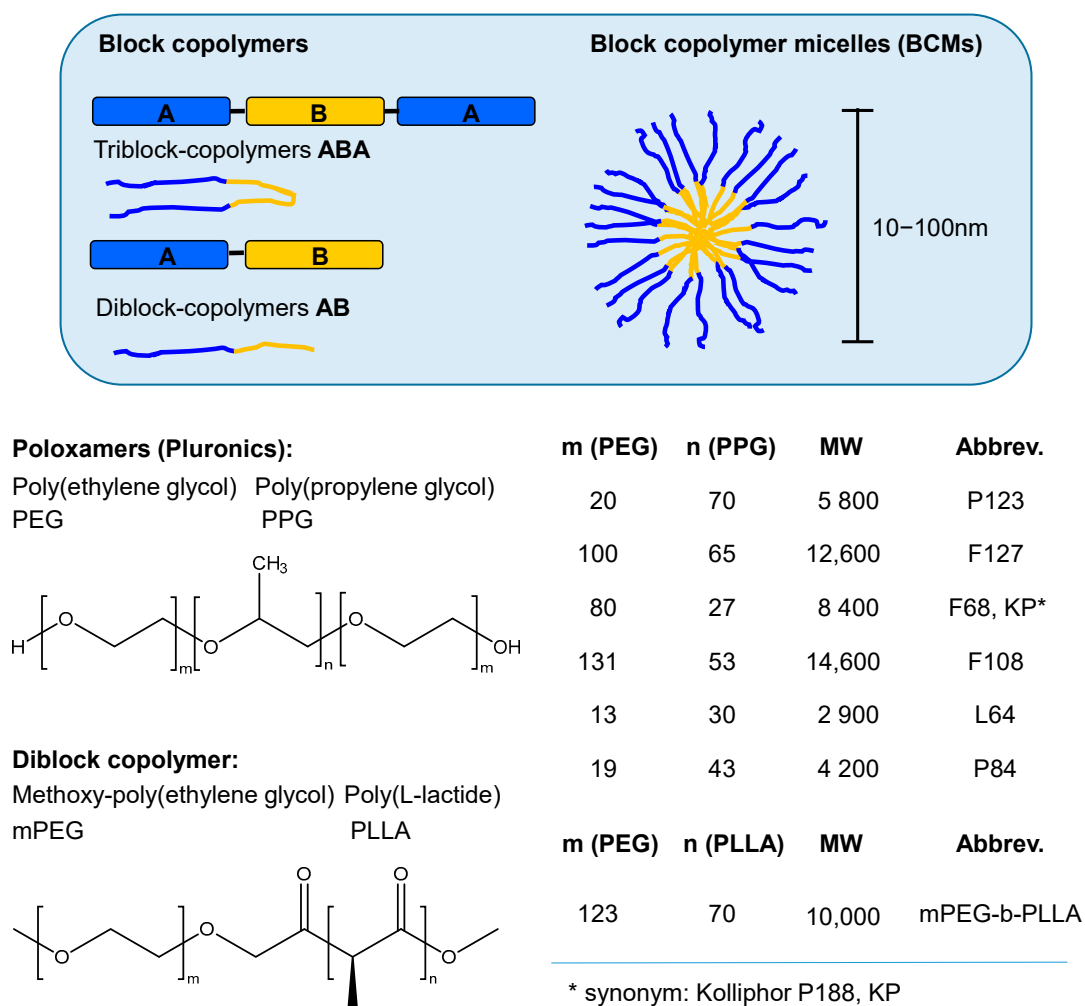 Block copolymers
Block copolymer micelles (BCMs)
A B A
Triblock-copolymers ABA
A B
Diblock-copolymers AB
10−100nm
Poloxamers (Pluronics):
Poly(ethylene glycol) Poly(propylene glycol)
PEG PPG
CH3
H O O O OH
m n m
m (PEG) n (PPG) MW Abbrev.
20 70 5 800 P123
100 65 12,600 F127
80 27 8 400 F68, KP*
131 53 14,600 F108
13 30 2 900 L64
19 43 4 200 P84
Diblock copolymer:
Methoxy-poly(ethylene glycol) Poly(L-lactide)
mPEG PLLA
O O
O O O
m n
m (PEG) n (PLLA) MW Abbrev.
123 70 10,000 mPEG-b-PLLA
* synonym: Kolliphor P188, KP